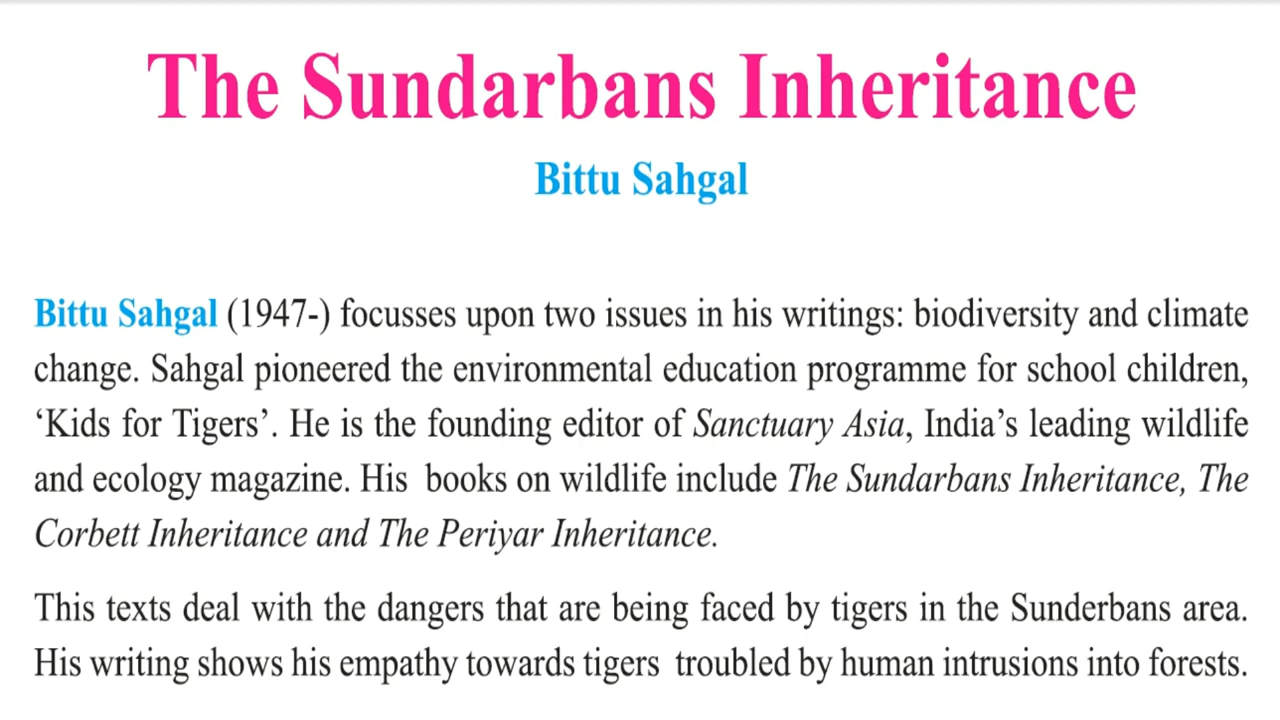 The Sundarbans Inheritance
Bittu Sahgal
Bittu Sahgal (1947-) focusses upon two issues in his writings: biodiversity and climate
change. Sahgal pioneered the environmental education programme for school children,
‘Kids for Tigers’. He is the founding editor of Sanctuary Asia, India’s leading wildlife
and ecology magazine. His books on wildlife include The Sundarbans Inheritance, The
Corbett Inheritance and The Periyar Inheritance.
This texts deal with the dangers that are being faced by tigers in the Sunderbans area.
His writing shows his empathy towards tigers troubled by human intrusions into forests.